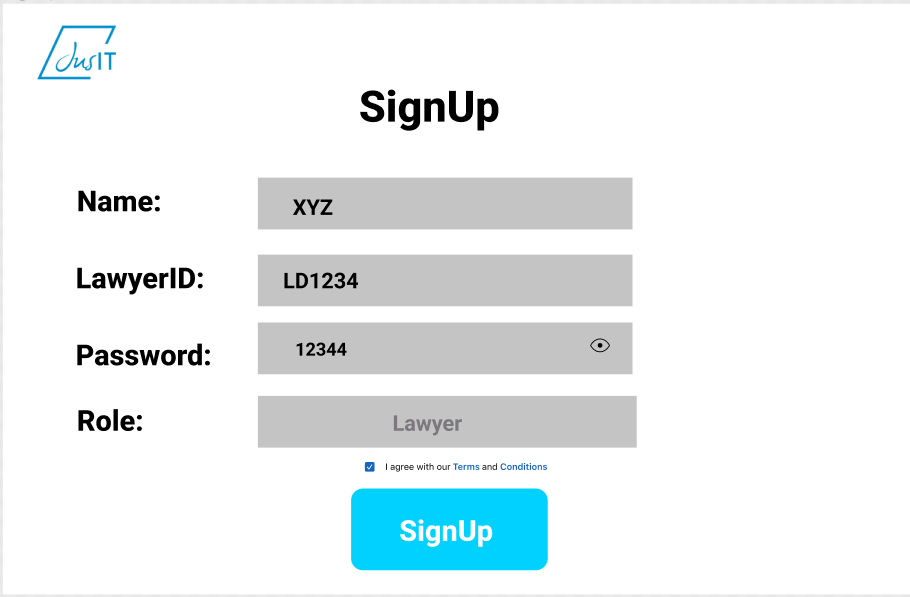 JusIT
SignUp
Name:
XYZ
LawyerID:
LD1234
Password:
12344
Role:
Lawyer
I agree with our Terms and Conditions
SignUp